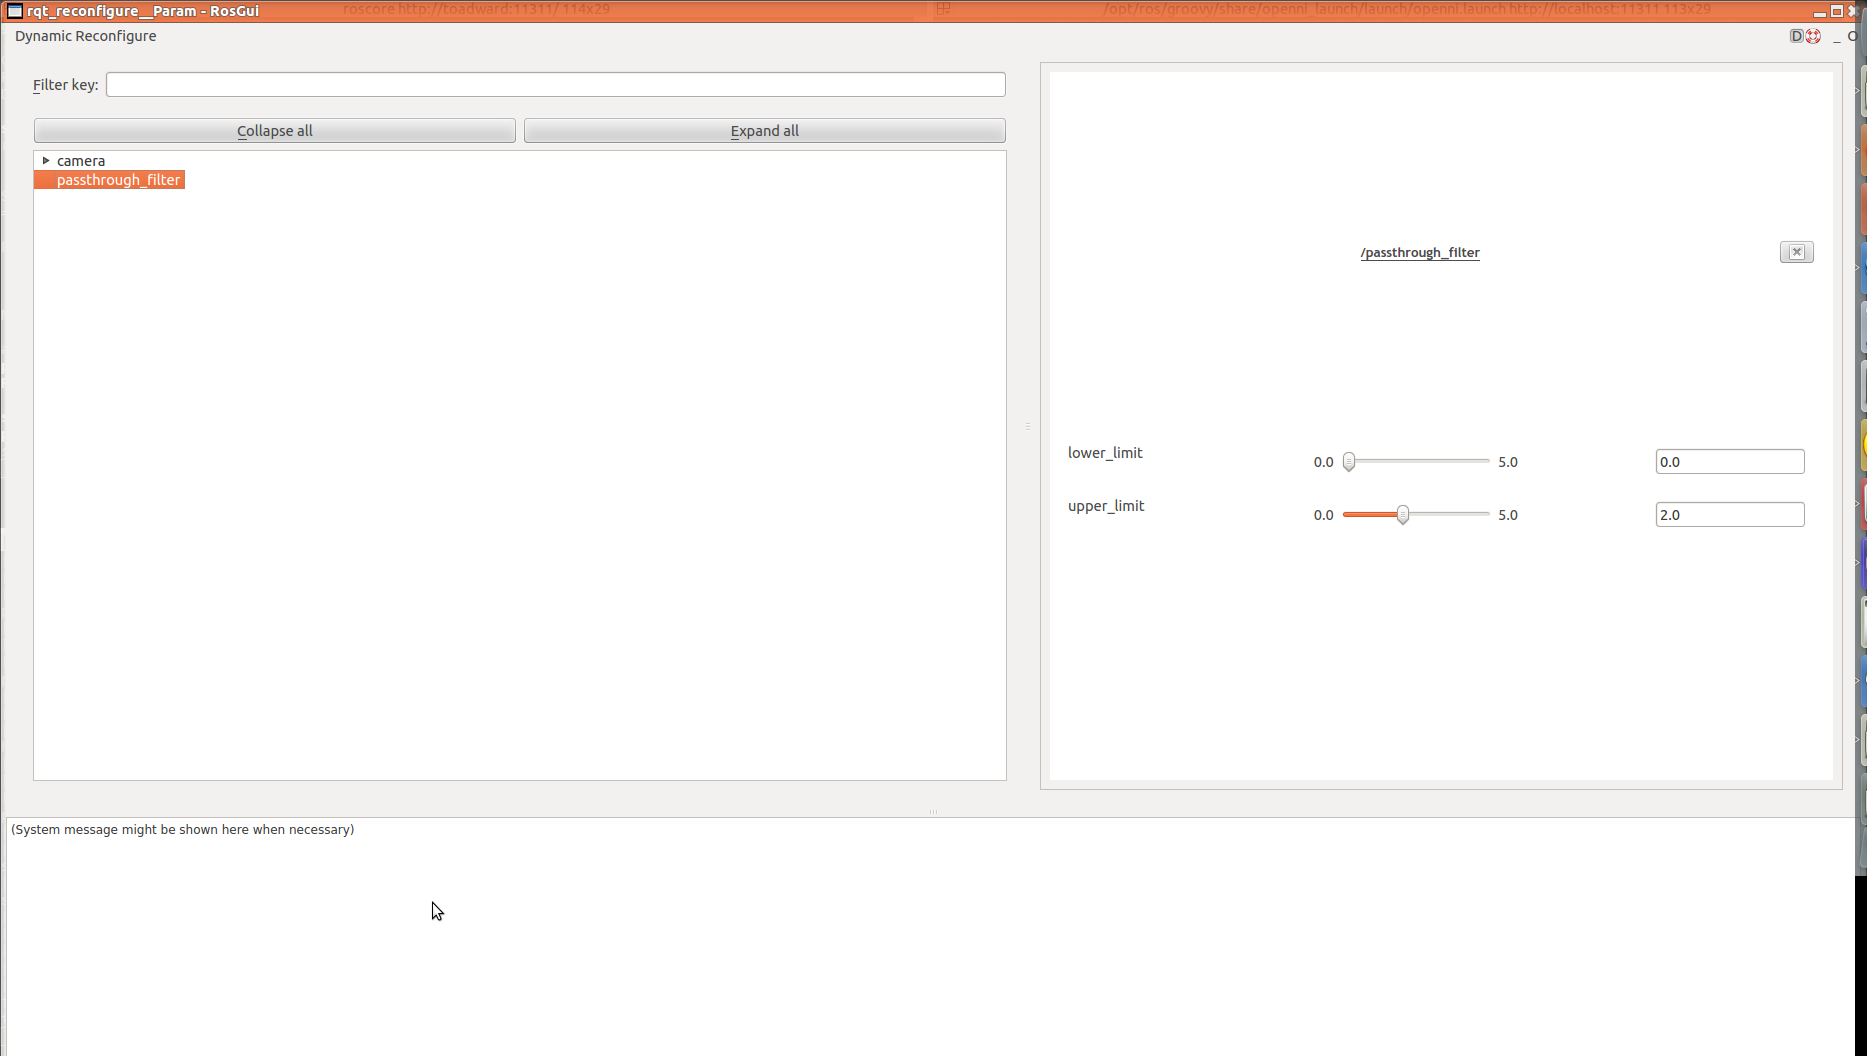 rqt_reconfigure__Param - RosGui
roscore http://toadward:11311/ 114x29
/opt/ros/groovy/share/openni_launch/launch/openni.launch http://localhost:11311 113x29
Dynamic Reconfigure
D
_ O
Filter key:
Collapse all
Expand all
camera
passthrough_filter
/passthrough_filter
lower_limit
0.0
5.0
0.0
upper_limit
0.0
5.0
2.0
(System message might be shown here when necessary)